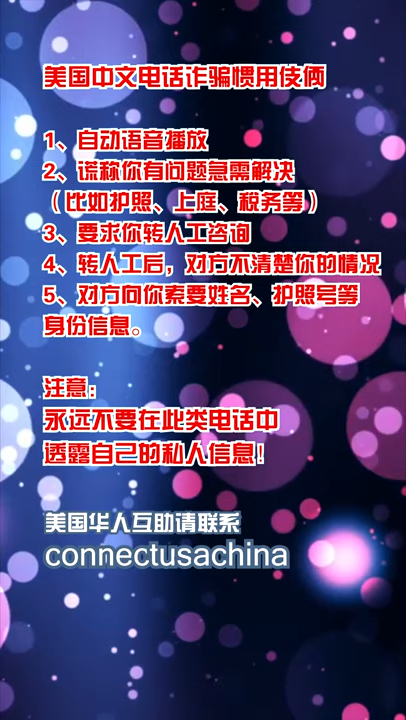 美国中文电话诈骗惯用伎俩
1、自动语音播放
2、谎称你有问题急需解决
（比如护照、上庭、税务等）
3、要求你转人工咨询
4、转人工后，对方不清楚你的情况
5、对方向你索要姓名、护照号等
身份信息。
注意：
永远不要在此类电话中
透露自己的私人信息！
美国华人互助请联系
connectusachina